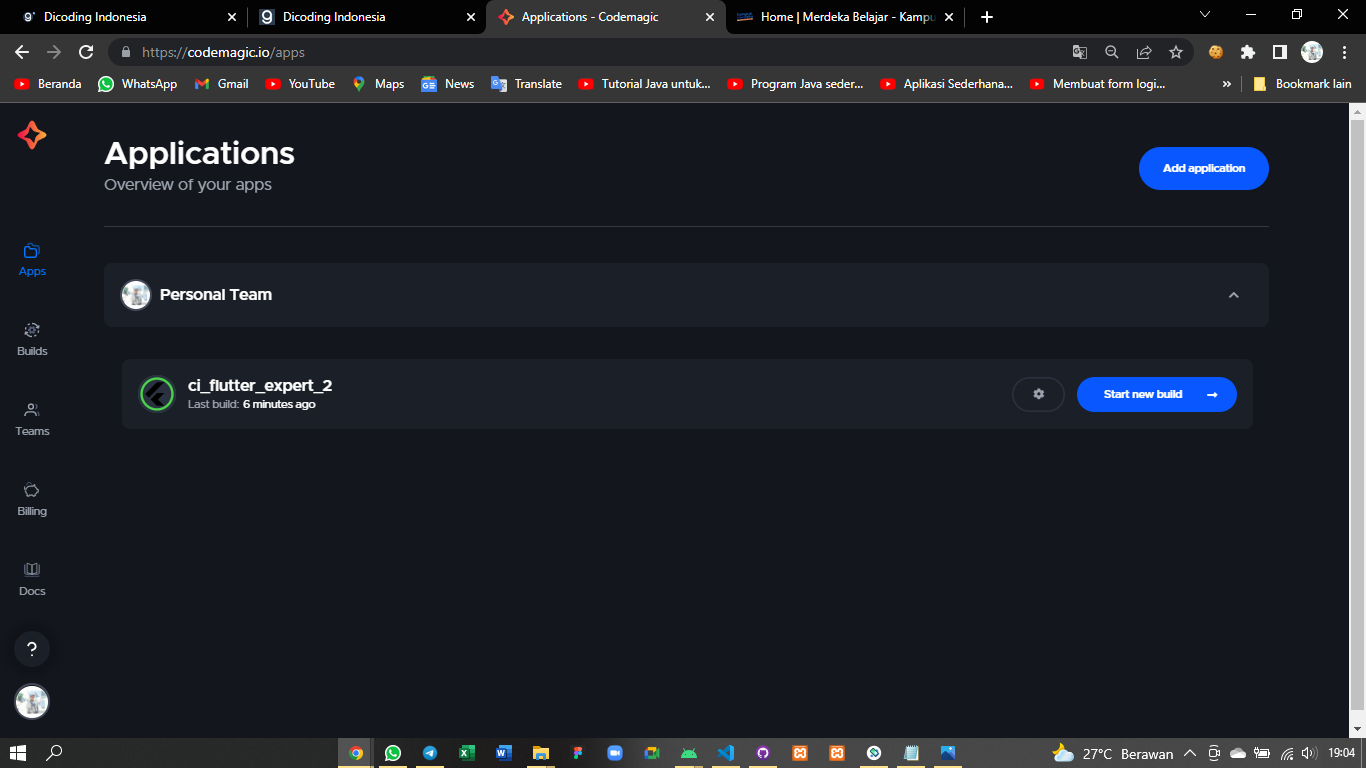 Dicoding Indonesia
Dicoding Indonesia
Applications - Codemagic
Home | Merdeka Belajar - Kampu
https://codemagic.io/apps
Beranda
WhatsApp
Gmail
YouTube
Maps
News
Translate
Tutorial Java untuk...
Program Java seder...
Aplikasi Sederhana...
Membuat form logi...
»
Bookmark lain
Applications
Overview of your apps
Add application
Apps
Personal Team
Builds
ci_flutter_expert_2
Last build: 6 minutes ago
Start new build
Teams
Billing
Docs
?
27°C Berawan
19:04